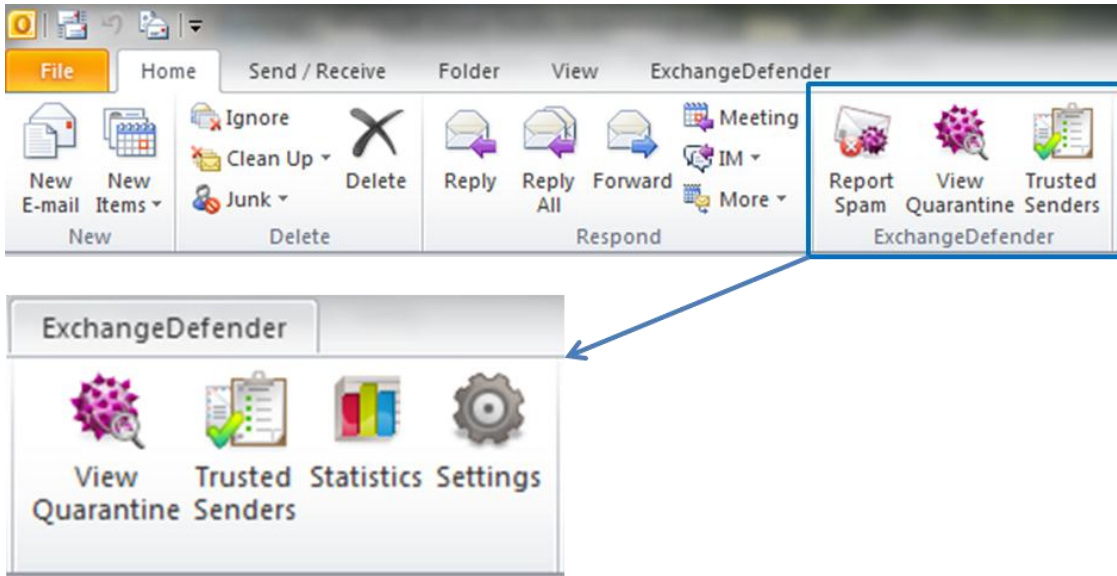 File Home Send / Receive Folder View ExchangeDefender
Ignore Meeting
Clean Up IM
New New Delete Reply Reply Forward Report View Trusted
E-mail Items Junk All More Spam Quarantine Senders
New Delete Respond ExchangeDefender
ExchangeDefender
View Trusted Statistics Settings
Quarantine Senders